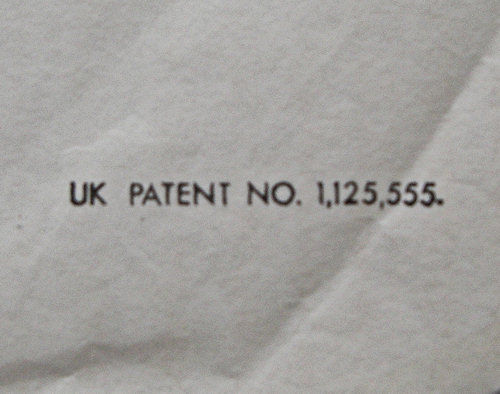 UK PATENT NO. 1,125,555.